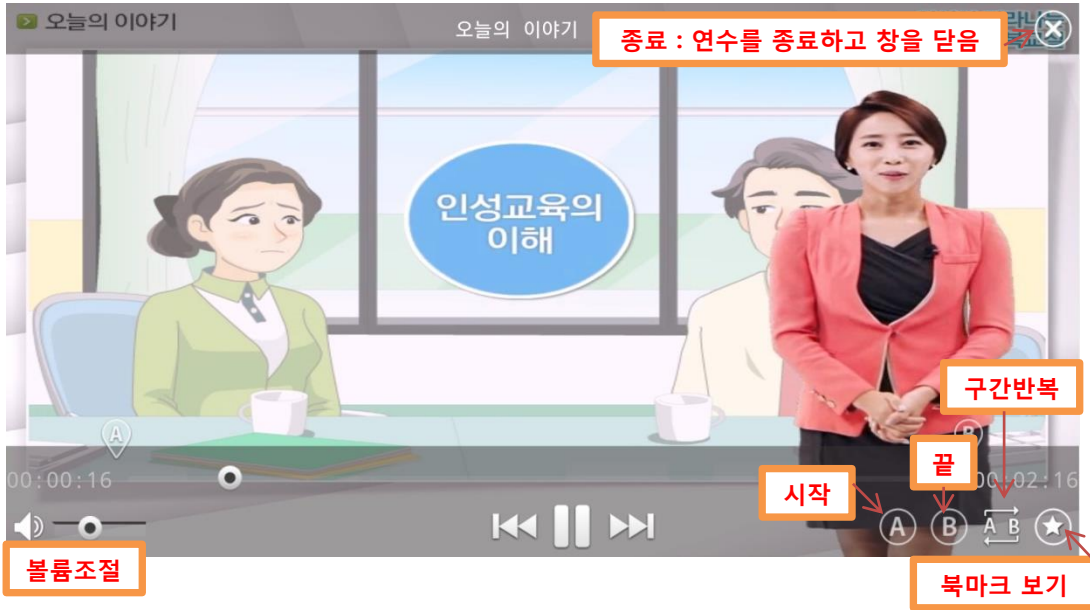 오늘의 이야기
오늘의 이야기
종료 : 연수를 종료하고 창을 닫음
인성교육의
이해
구간반복
A
B
끝
00:00:16
00:02:16
시작
A
B
A B
볼륨조절
북마크 보기